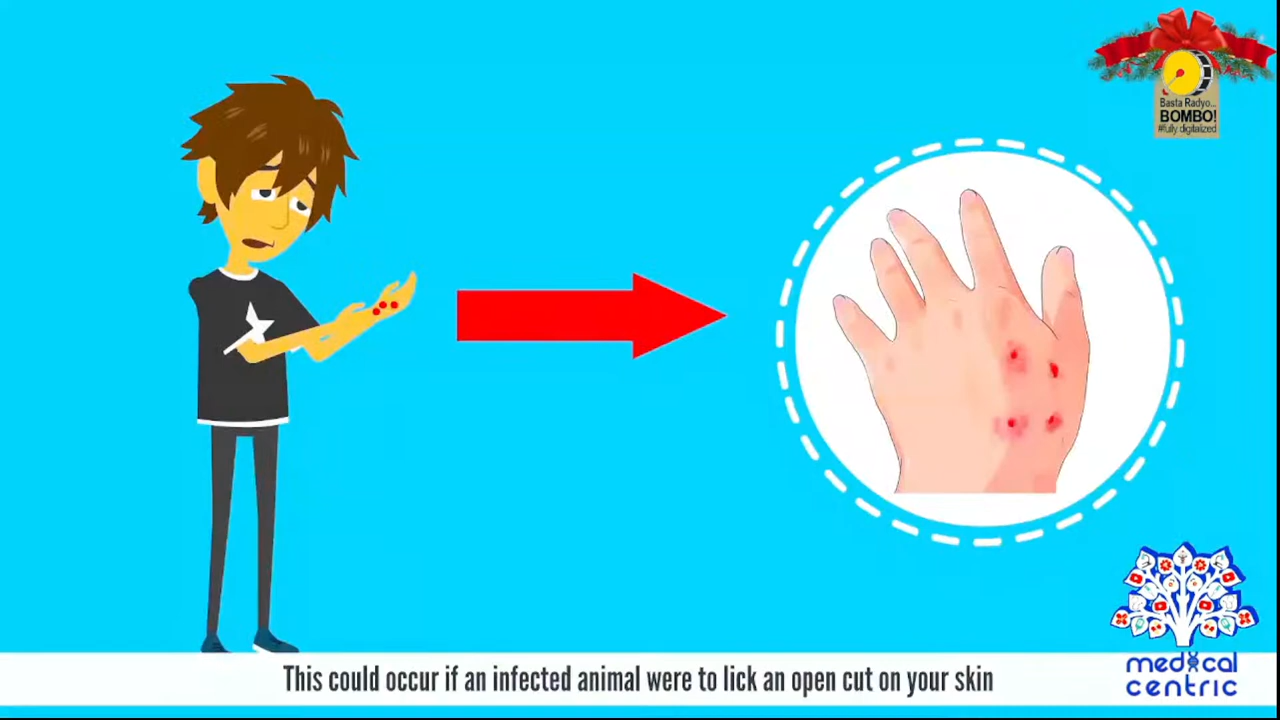 Basta Radyo...
BOMBO!
#fully digitalized
This could occur if an infected animal were to lick an open cut on your skin
medical
centric